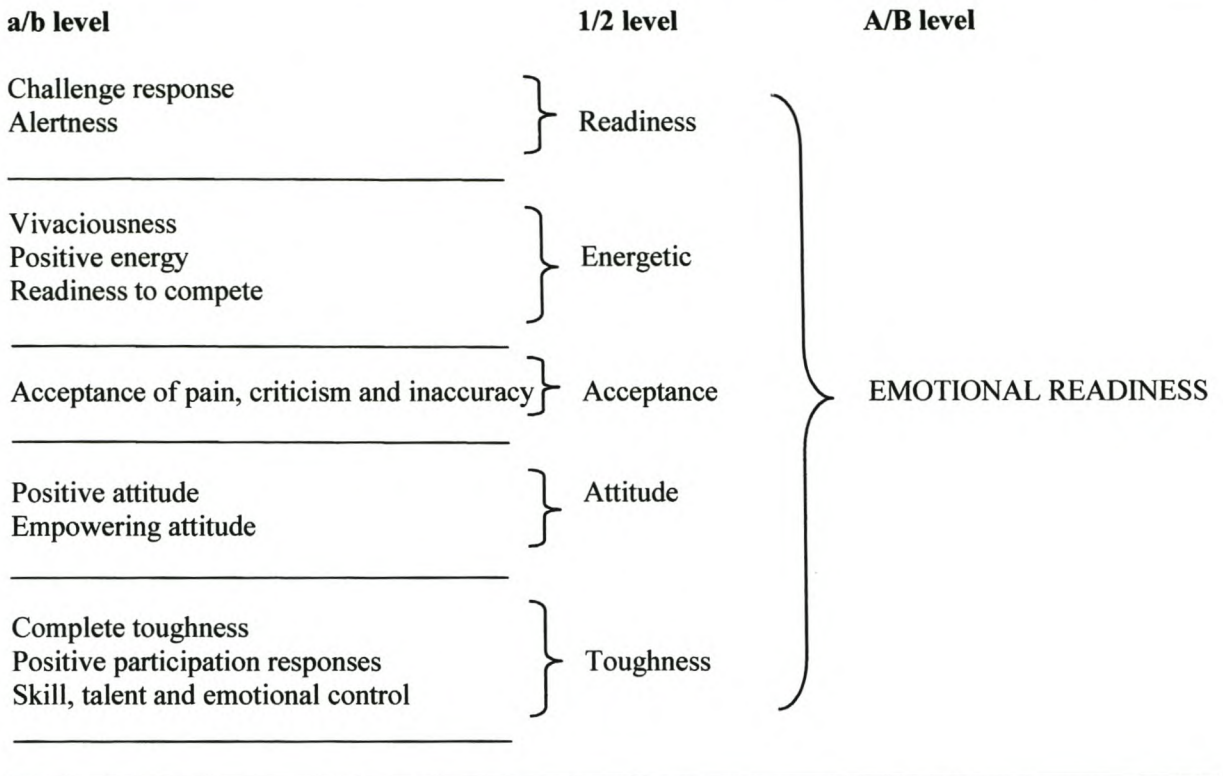 a/b level 1/2 level A/B level
Challenge response
Alertness
Readiness
Vivaciousness
Positive energy
Readiness to compete
Energetic
Acceptance of pain, criticism and inaccuracy
Acceptance
EMOTIONAL READINESS
Positive attitude
Empowering attitude
Attitude
Complete toughness
Positive participation responses
Skill, talent and emotional control
Toughness